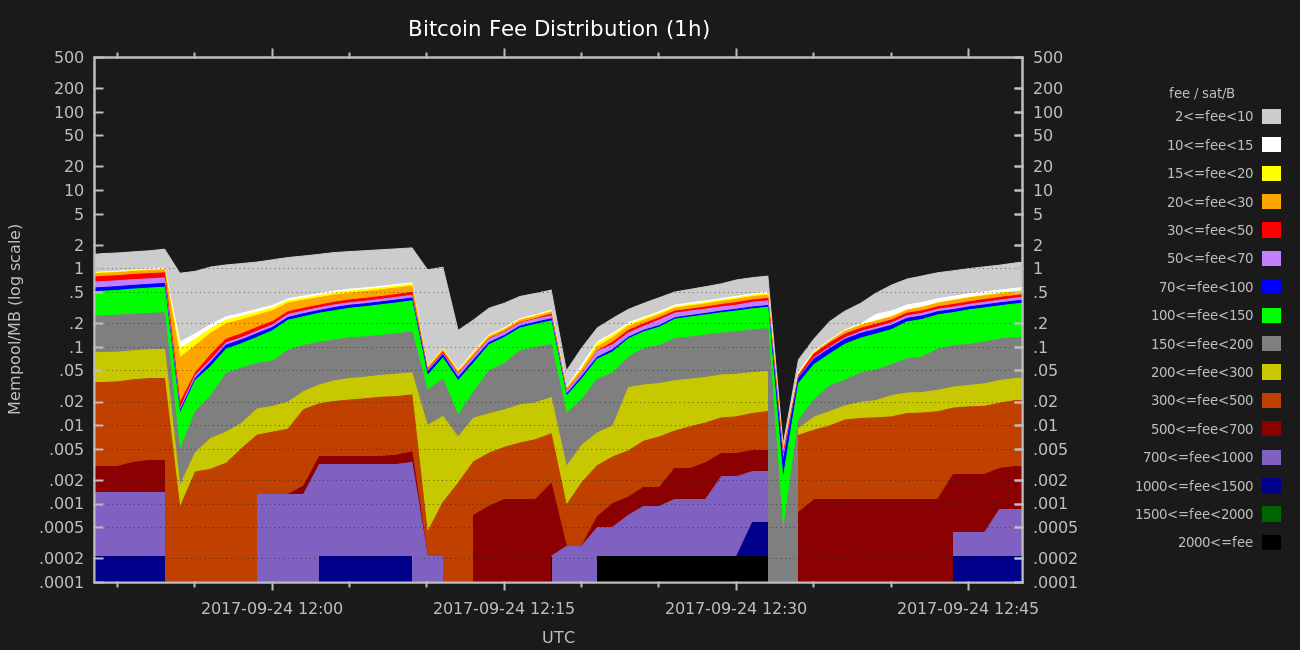 Bitcoin Fee Distribution (1h)
Mempool/MB (log scale)
500
200
100
50
20
10
5
2
1
.5
.2
.1
.05
.02
.01
.005
.002
.001
.0005
.0002
.0001
500
200
100
50
20
10
5
2
1
.5
.2
.1
.05
.02
.01
.005
.002
.001
.0005
.0002
.0001
2017-09-24 12:00
2017-09-24 12:15
2017-09-24 12:30
2017-09-24 12:45
UTC
fee / sat/B
2<=fee<10
10<=fee<15
15<=fee<20
20<=fee<30
30<=fee<50
50<=fee<70
70<=fee<100
100<=fee<150
150<=fee<200
200<=fee<300
300<=fee<500
500<=fee<700
700<=fee<1000
1000<=fee<1500
1500<=fee<2000
2000<=fee